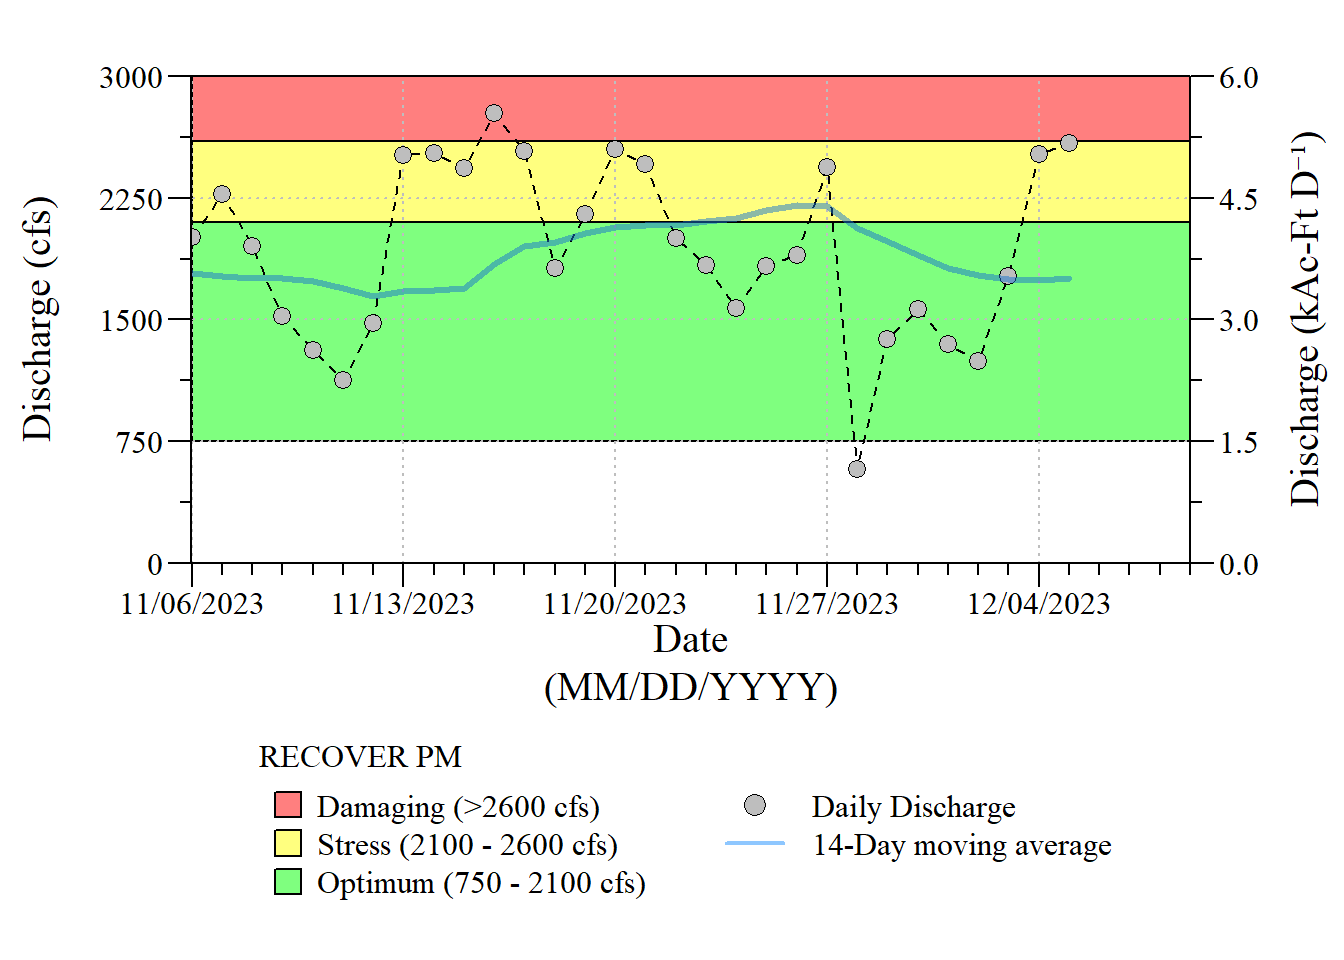 3000
2250
1500
750
0
Discharge (cfs)
6.0
4.5
3.0
1.5
0.0
Discharge (kAc-Ft D⁻¹)
11/06/2023 11/13/2023 11/20/2023 11/27/2023 12/04/2023
Date
(MM/DD/YYYY)
RECOVER PM
Damaging (>2600 cfs)
Stress (2100 - 2600 cfs)
Optimum (750 - 2100 cfs)
Daily Discharge
14-Day moving average